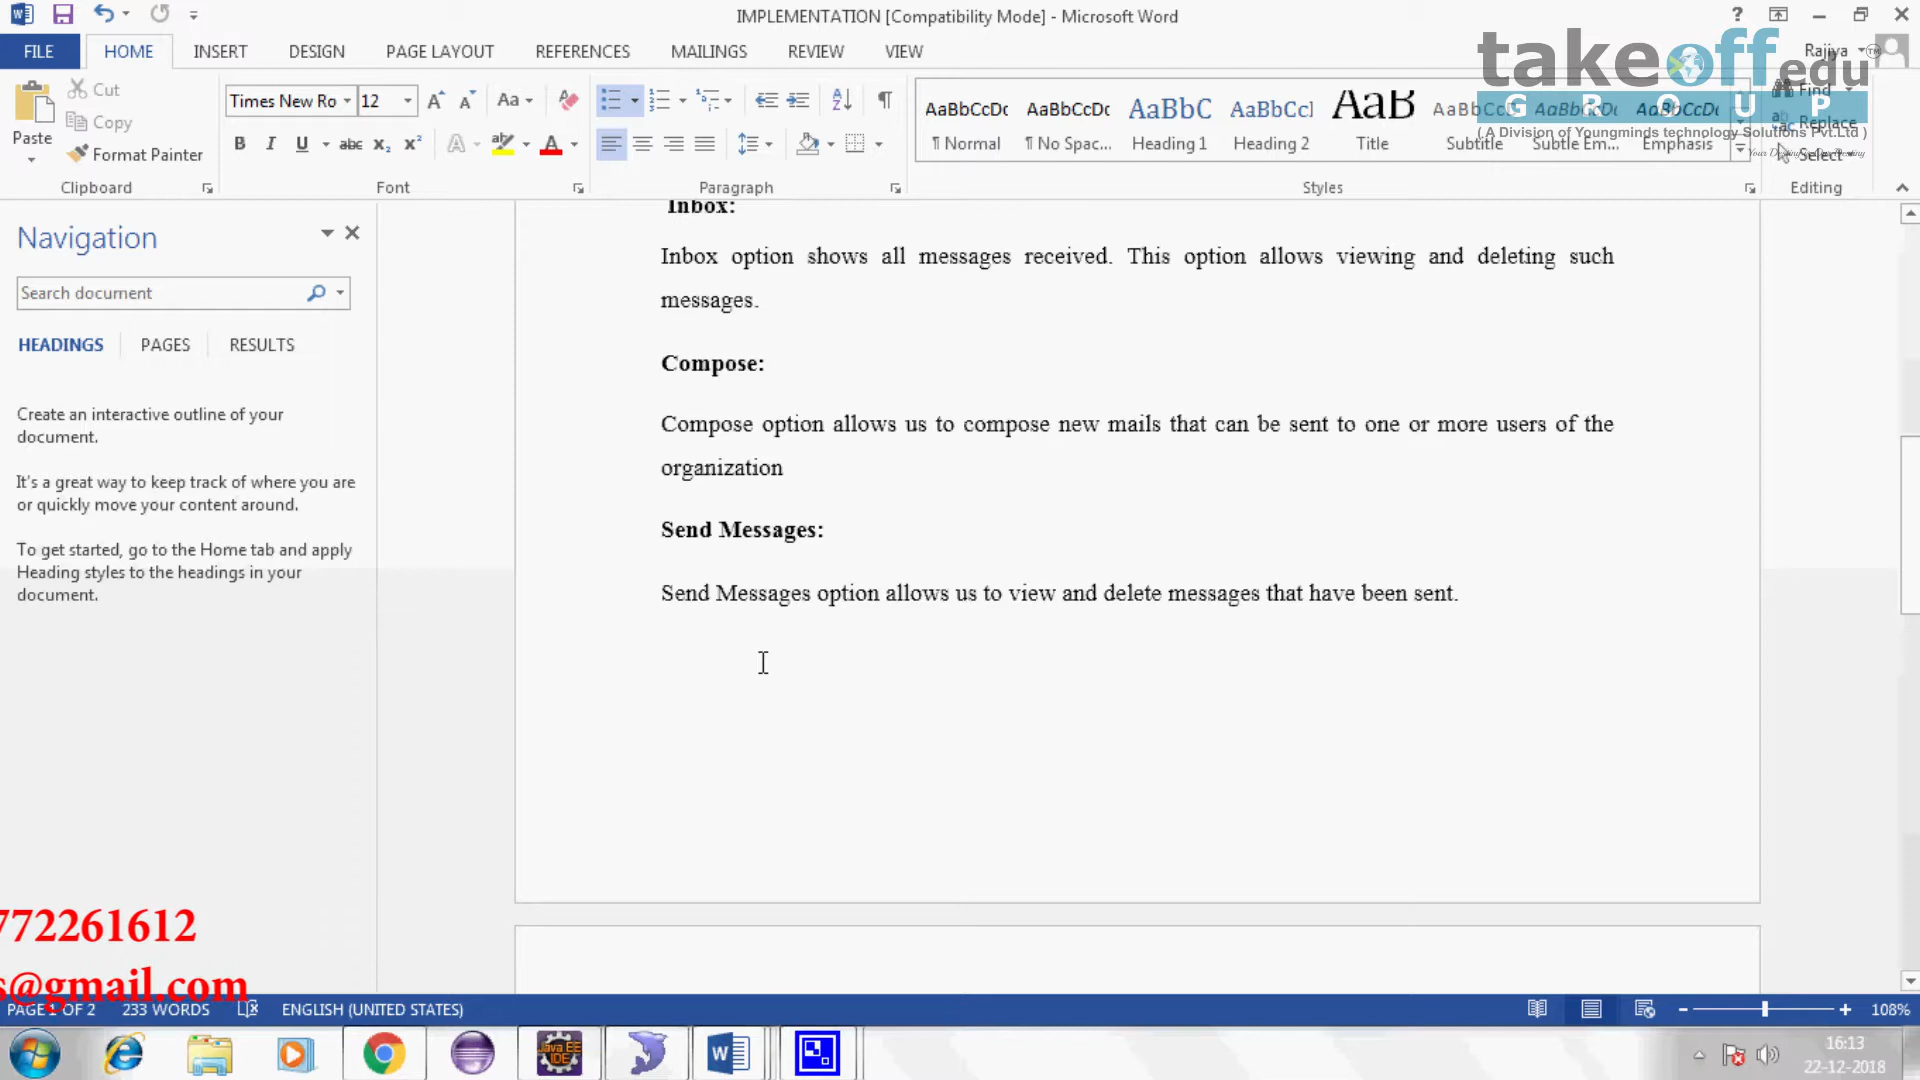 IMPLEMENTATION [Compatibility Mode] - Microsoft Word
?
FILE HOME INSERT DESIGN PAGE LAYOUT REFERENCES MAILINGS REVIEW VIEW
Rajiya
takeoff edu TM
GROUP
( A Division of Youngminds technology Solutions Pvt.Ltd )
Paste
Cut
Copy
Format Painter
Clipboard
Times New Ro 12
Aa
B I U abc X₂ X²
A A
Font
Paragraph
AaBbCcDc AaBbCcDc AaBbC AaBbCc] AaB AaBbCcD AaBbCcDc AaBbCcDc
¶ Normal ¶ No Spac... Heading 1 Heading 2 Title Subtitle Subtle Em... Emphasis
Styles
Find
Replace
Select
Editing
Navigation
Search document
HEADINGS PAGES RESULTS
Create an interactive outline of your
document.
It's a great way to keep track of where you are
or quickly move your content around.
To get started, go to the Home tab and apply
Heading styles to the headings in your
document.
Inbox:
Inbox option shows all messages received. This option allows viewing and deleting such
messages.
Compose:
Compose option allows us to compose new mails that can be sent to one or more users of the
organization
Send Messages:
Send Messages option allows us to view and delete messages that have been sent.
772261612
s@gmail.com
PAGE 1 OF 2 233 WORDS ENGLISH (UNITED STATES)
108%
Java EE
IDE
16:13
22-12-2018